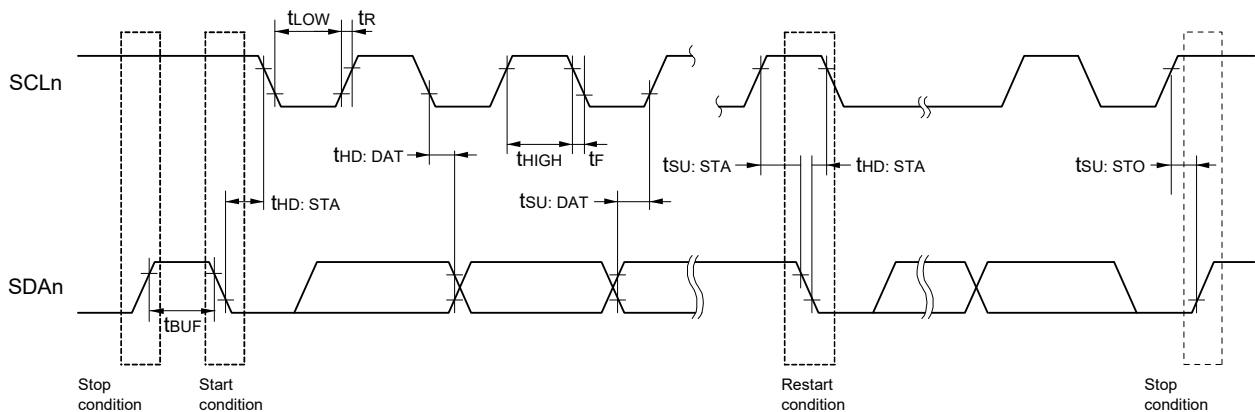 tLOW
tR
SCLn
tHD: DAT
tHIGH
tF
tSU: STA
tHD: STA
tSU: STO
tHD: STA
tSU: DAT
SDAn
tBUF
Stop
condition
Start
condition
Restart
condition
Stop
condition